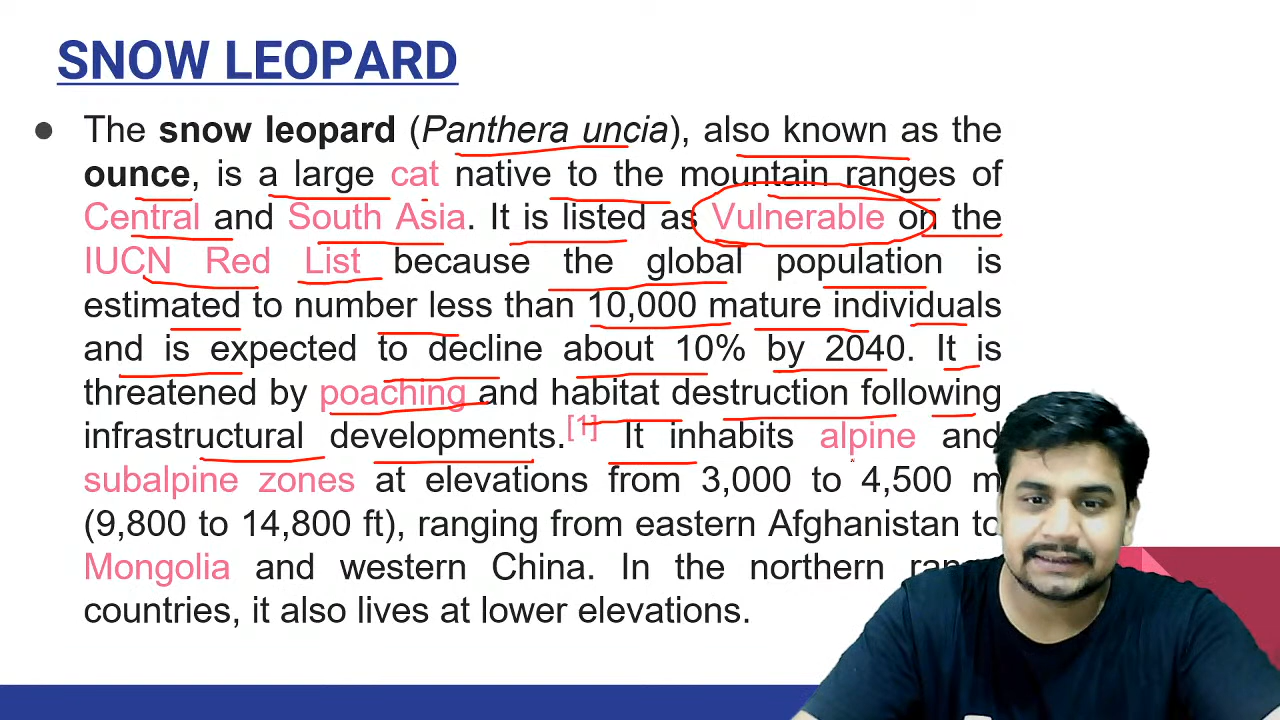 SNOW LEOPARD
● The snow leopard (Panthera uncia), also known as the
ounce, is a large cat native to the mountain ranges of
Central and South Asia. It is listed as Vulnerable on the
IUCN Red List because the global population is
estimated to number less than 10,000 mature individuals
and is expected to decline about 10% by 2040. It is
threatened by poaching and habitat destruction following
infrastructural developments.[1] It inhabits alpine and
subalpine zones at elevations from 3,000 to 4,500 m
(9,800 to 14,800 ft), ranging from eastern Afghanistan to
Mongolia and western China. In the northern
countries, it also lives at lower elevations.